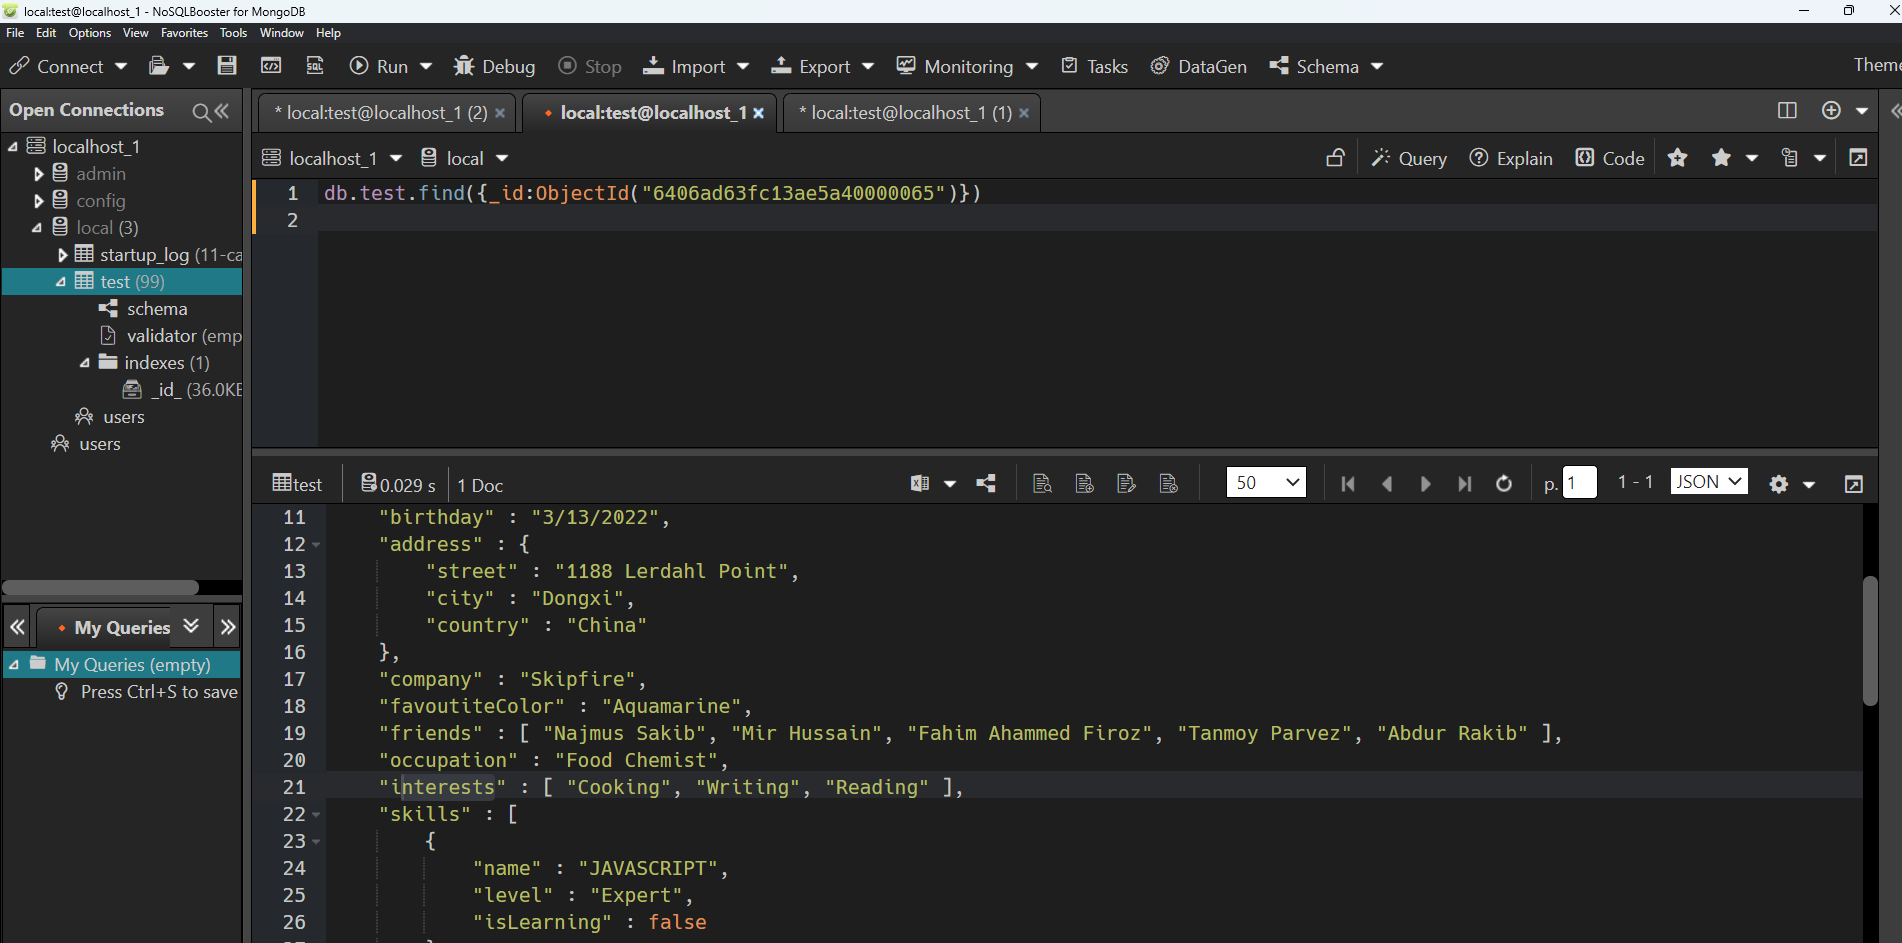 local:test@localhost_1 - NoSQLBooster for MongoDB
File Edit Options View Favorites Tools Window Help
Connect Run Debug Stop Import Export Monitoring Tasks DataGen Schema Theme
Open Connections
* local:test@localhost_1 (2) local:test@localhost_1 * local:test@localhost_1 (1)
localhost_1 local Query Explain Code
localhost_1
admin
config
local (3)
startup_log (11-ca
test (99)
schema
validator (emp
indexes (1)
_id_ (36.0KB
users
users
My Queries
My Queries (empty)
Press Ctrl+S to save
1 db.test.find({_id:ObjectId("6406ad63fc13ae5a40000065")})
2
test 0.029 s 1 Doc 50 p. 1 1 - 1 JSON
11 "birthday" : "3/13/2022",
12 "address" : {
13 "street" : "1188 Lerdahl Point",
14 "city" : "Dongxi",
15 "country" : "China"
16 },
17 "company" : "Skipfire",
18 "favoutiteColor" : "Aquamarine",
19 "friends" : [ "Najmus Sakib", "Mir Hussain", "Fahim Ahammed Firoz", "Tanmoy Parvez", "Abdur Rakib" ],
20 "occupation" : "Food Chemist",
21 "interests" : [ "Cooking", "Writing", "Reading" ],
22 "skills" : [
23 {
24 "name" : "JAVASCRIPT",
25 "level" : "Expert",
26 "isLearning" : false